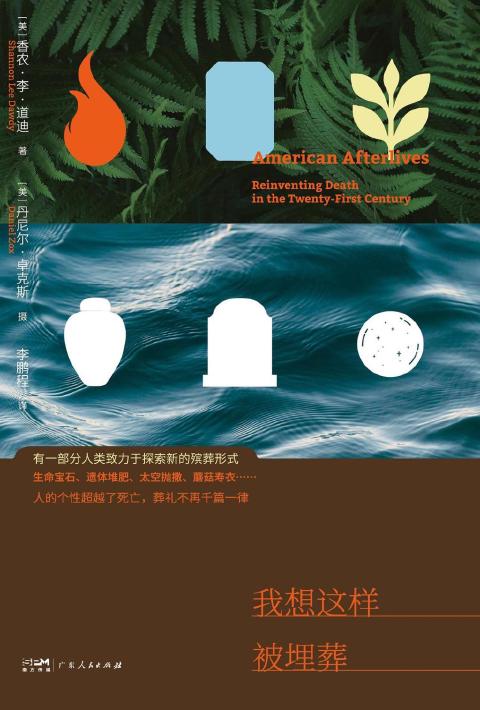 [美]香农·李·道迪 著
Shannon Lee Dawdy
[美]丹尼尔·卓克斯 摄
Daniel Zox
李鹏程 译
American Afterlives
Reinventing Death
in the Twenty-First Century
有一部分人类致力于探索新的殡葬形式
生命宝石、遗体堆肥、太空抛撒、蘑菇寿衣……
人的个性超越了死亡，葬礼不再千篇一律
我想这样
被埋葬
南方传媒
广东人民出版社